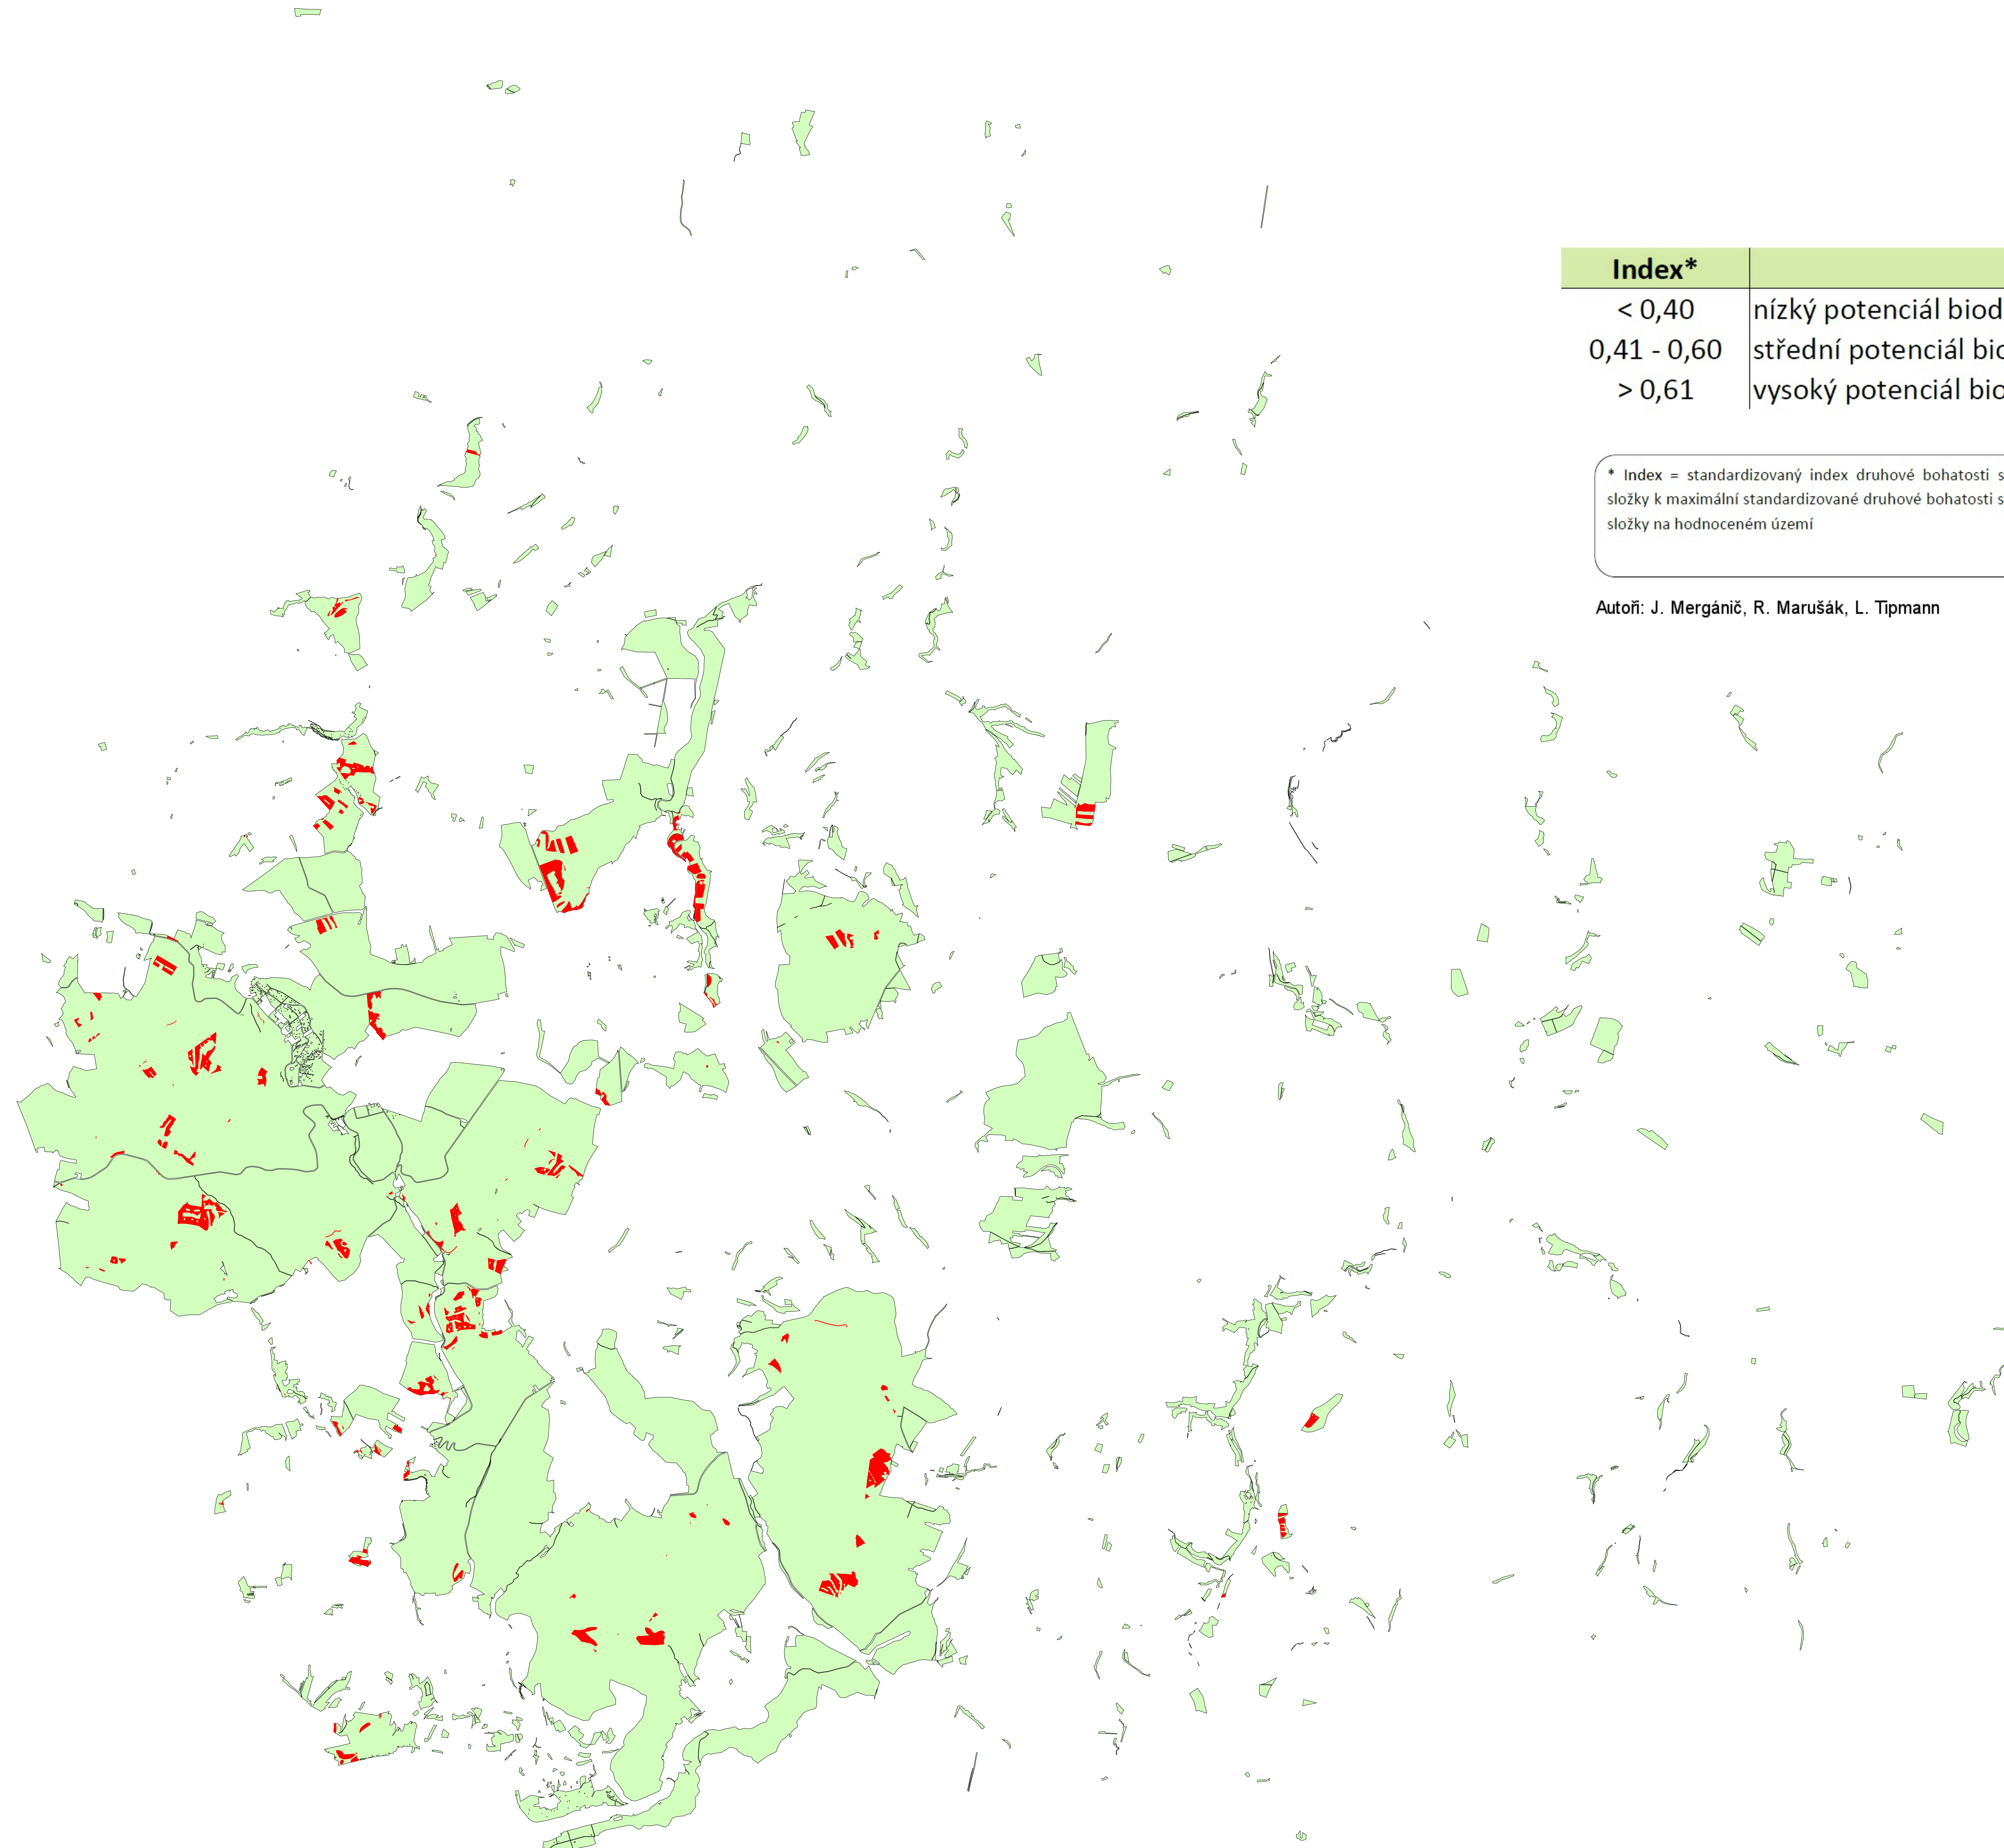 Index*
< 0,40 nízký potenciál biod
0,41 - 0,60 střední potenciál bio
> 0,61 vysoký potenciál bio
* Index = standardizovaný index druhové bohatosti s
složky k maximální standardizované druhové bohatosti s
složky na hodnoceném území
Autoři: J. Mergánič, R. Marušák, L. Tipmann